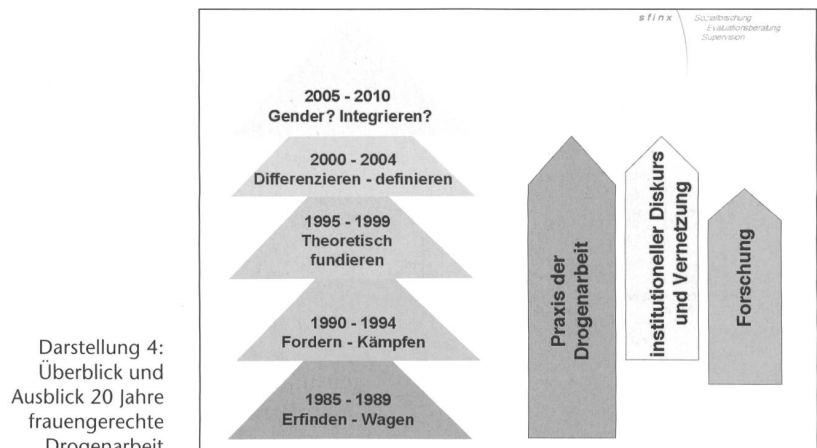 sfinx
Sozialforschung
Evaluationsberatung
Supervision
2005 - 2010
Gender? Integrieren?
2000 - 2004
Differenzieren - definieren
1995 - 1999
Theoretisch
fundieren
1990 - 1994
Fordern - Kämpfen
1985 - 1989
Erfinden - Wagen
Praxis der
Drogenarbeit
institutioneller Diskurs
und Vernetzung
Forschung
Darstellung 4:
Überblick und
Ausblick 20 Jahre
frauengerechte
Drogenarbeit